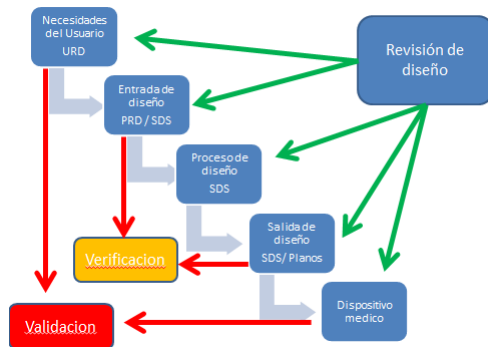 Necesidades
del Usuario
URD
Revisión de
diseño
Entrada de
diseño
PRD / SDS
Proceso de
diseño
SDS
Salida de
diseño
SDS/ Planos
Verificacion
Dispositivo
medico
Validacion